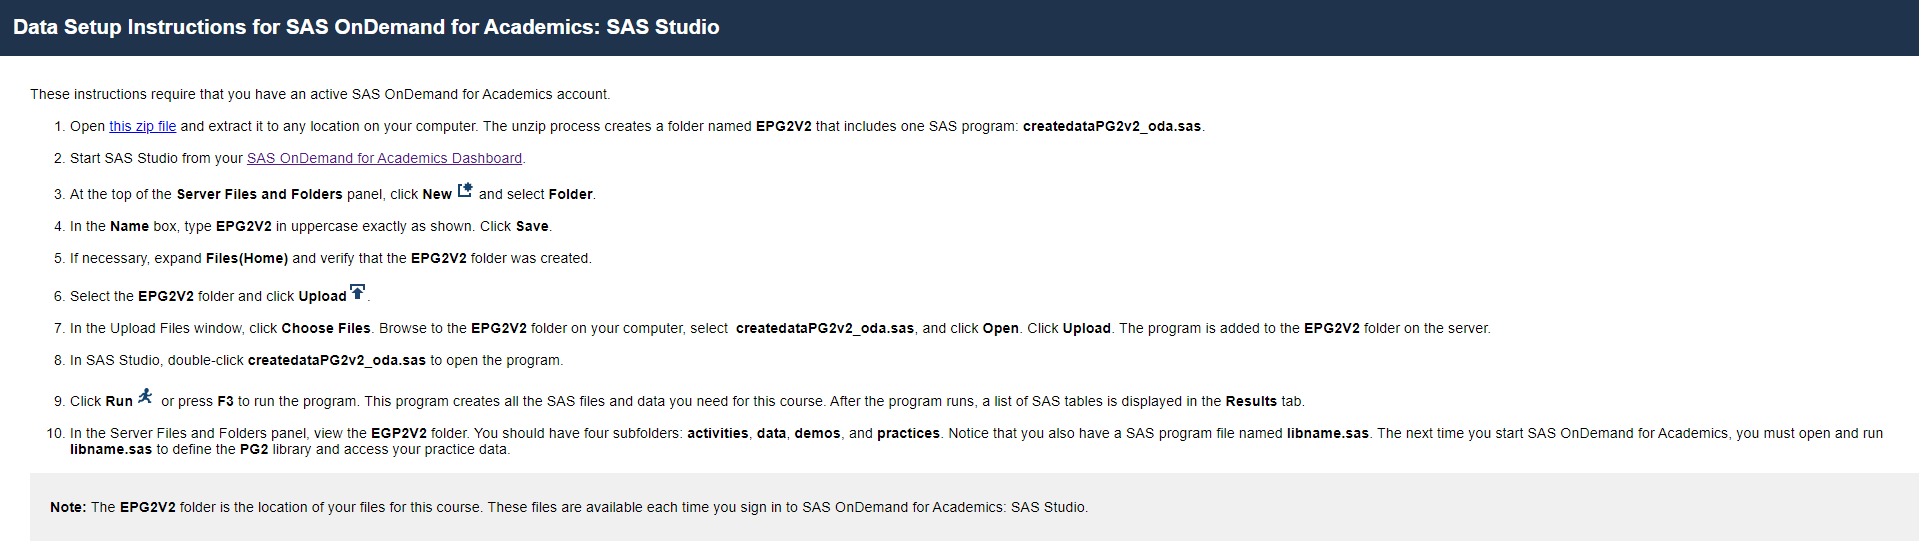 Data Setup Instructions for SAS OnDemand for Academics: SAS Studio
These instructions require that you have an active SAS OnDemand for Academics account.
1. Open this zip file and extract it to any location on your computer. The unzip process creates a folder named EPG2V2 that includes one SAS program: createdataPG2v2_oda.sas.
2. Start SAS Studio from your SAS OnDemand for Academics Dashboard.
3. At the top of the Server Files and Folders panel, click New and select Folder.
4. In the Name box, type EPG2V2 in uppercase exactly as shown. Click Save.
5. If necessary, expand Files(Home) and verify that the EPG2V2 folder was created.
6. Select the EPG2V2 folder and click Upload .
7. In the Upload Files window, click Choose Files. Browse to the EPG2V2 folder on your computer, select createdataPG2v2_oda.sas, and click Open. Click Upload. The program is added to the EPG2V2 folder on the server.
8. In SAS Studio, double-click createdataPG2v2_oda.sas to open the program.
9. Click Run or press F3 to run the program. This program creates all the SAS files and data you need for this course. After the program runs, a list of SAS tables is displayed in the Results tab.
10. In the Server Files and Folders panel, view the EGP2V2 folder. You should have four subfolders: activities, data, demos, and practices. Notice that you also have a SAS program file named libname.sas. The next time you start SAS OnDemand for Academics, you must open and run
libname.sas to define the PG2 library and access your practice data.
Note: The EPG2V2 folder is the location of your files for this course. These files are available each time you sign in to SAS OnDemand for Academics: SAS Studio.